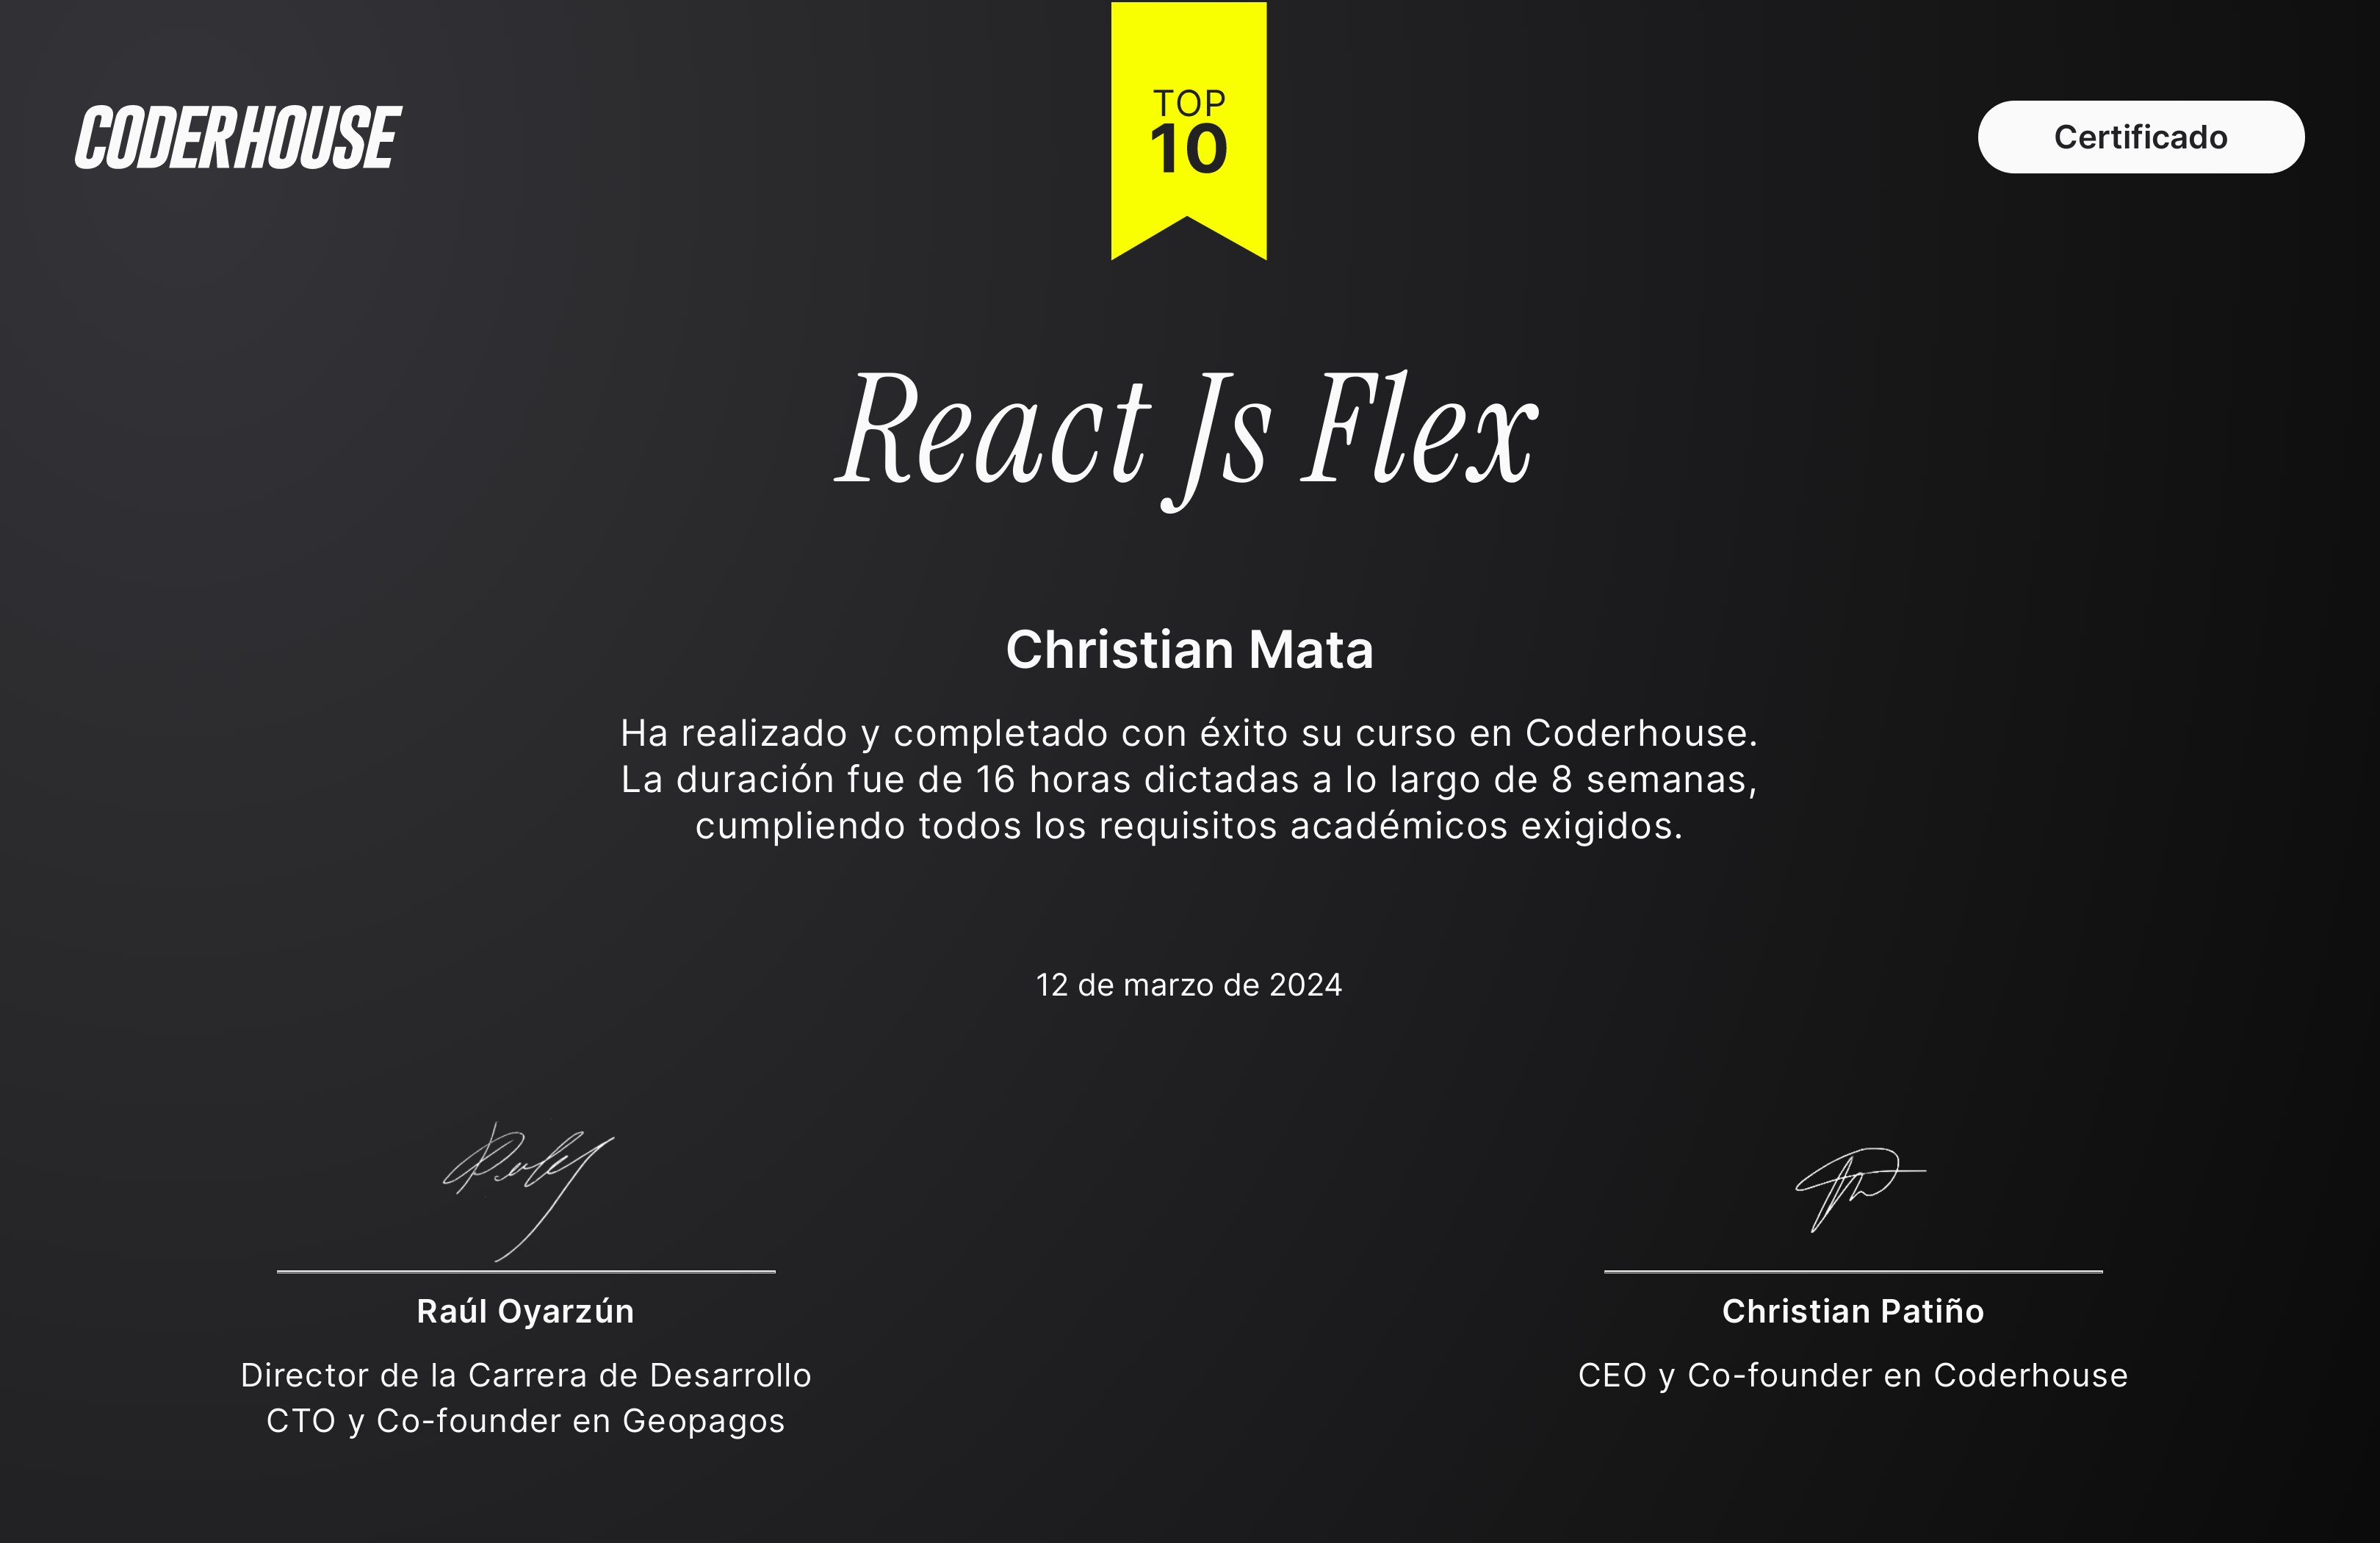 CODERHOUSE
TOP
10
Certificado
React Js Flex
Christian Mata
Ha realizado y completado con éxito su curso en Coderhouse.
La duración fue de 16 horas dictadas a lo largo de 8 semanas,
cumpliendo todos los requisitos académicos exigidos.
12 de marzo de 2024
Raúl Oyarzún
Director de la Carrera de Desarrollo
CTO y Co-founder en Geopagos
Christian Patiño
CEO y Co-founder en Coderhouse